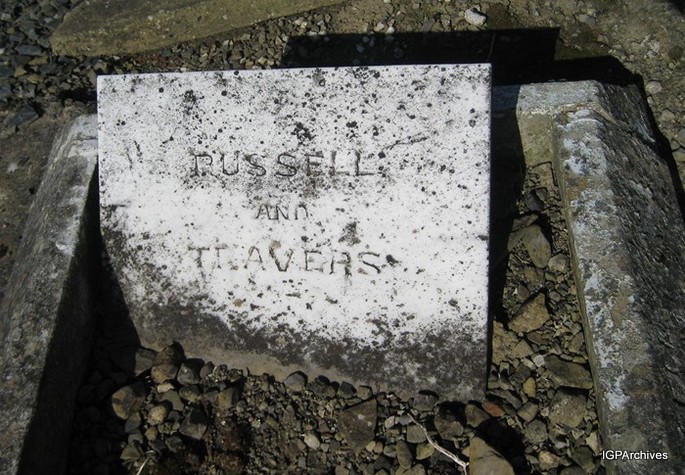 RUSSELL
AND
TRAVERS
IGPArchives